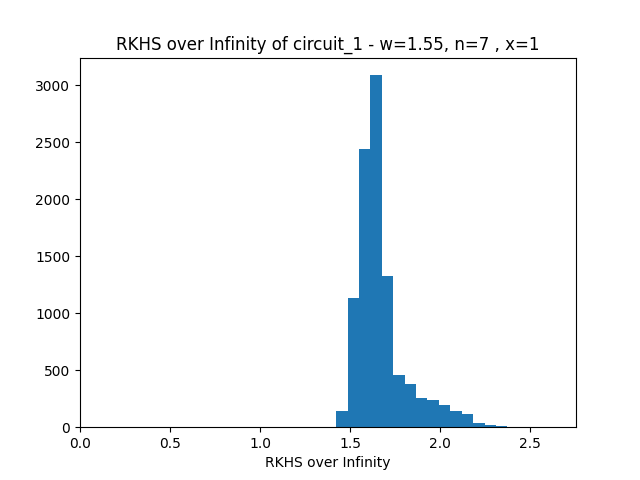 RKHS over Infinity of circuit_1 - w=1.55, n=7 , x=1
3000
2500
2000
1500
1000
500
0
0.0 0.5 1.0 1.5 2.0 2.5
RKHS over Infinity